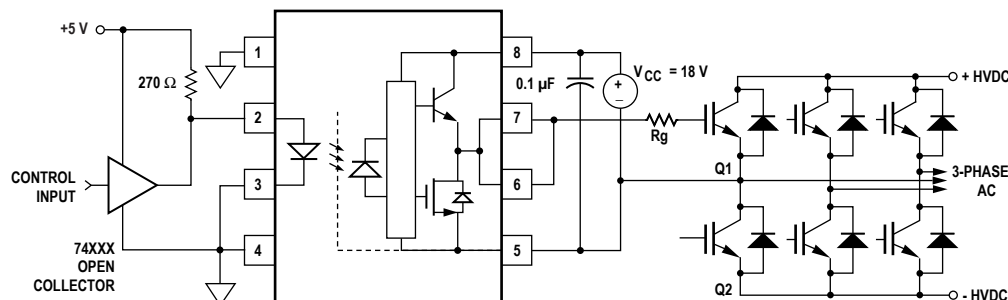 +5 V
270 Ω
CONTROL
INPUT
74XXX
OPEN
COLLECTOR
1
2
3
4
8
7
6
5
0.1 µF
VCC = 18 V
+
–
Rg
Q1
Q2
+ HVDC
3-PHASE
AC
- HVDC